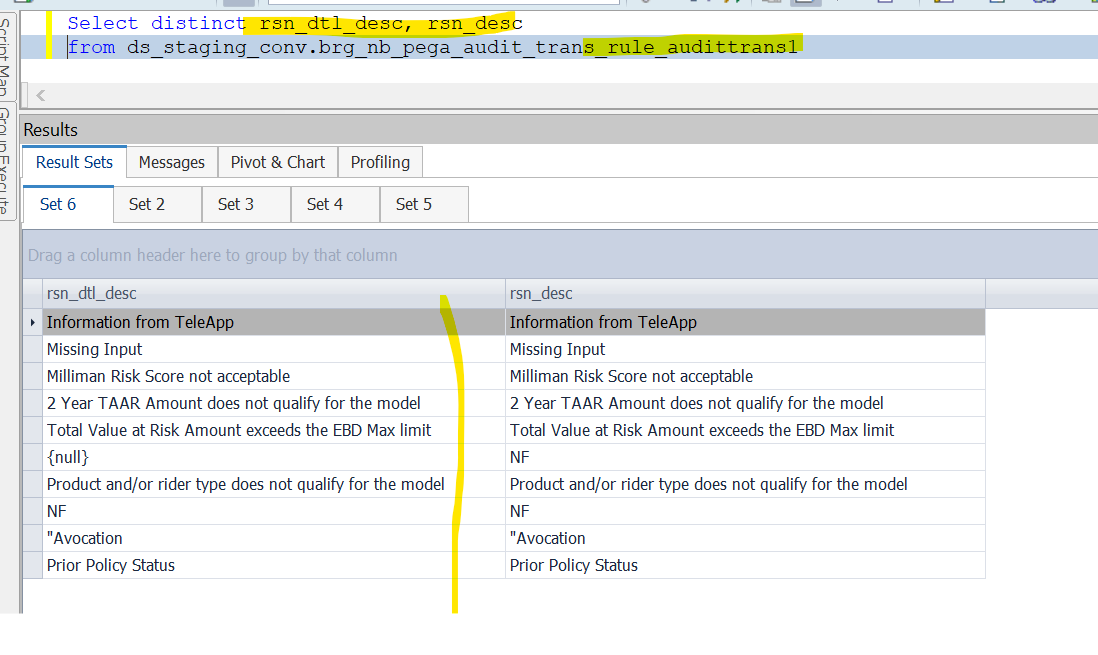 Select distinct rsn_dtl_desc, rsn_desc
from ds_staging_conv.brg_nb_pega_audit_trans_rule_audittrans1
Script Map
Group Execute
Results
Result Sets Messages Pivot & Chart Profiling
Set 6 Set 2 Set 3 Set 4 Set 5
Drag a column header here to group by that column
rsn_dtl_desc rsn_desc
Information from TeleApp Information from TeleApp
Missing Input Missing Input
Milliman Risk Score not acceptable Milliman Risk Score not acceptable
2 Year TAAR Amount does not qualify for the model 2 Year TAAR Amount does not qualify for the model
Total Value at Risk Amount exceeds the EBD Max limit Total Value at Risk Amount exceeds the EBD Max limit
{null} NF
Product and/or rider type does not qualify for the model Product and/or rider type does not qualify for the model
NF NF
"Avocation "Avocation
Prior Policy Status Prior Policy Status